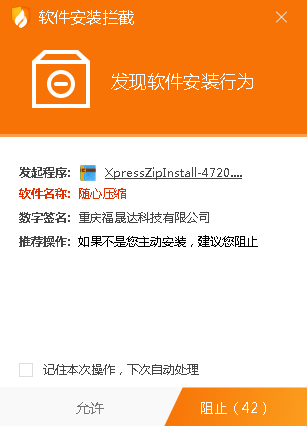 软件安装拦截
发现软件安装行为
发起程序： XpressZipInstall-4720....
软件名称： 随心压缩
数字签名： 重庆福晟达科技有限公司
推荐操作： 如果不是您主动安装，建议您阻止
记住本次操作，下次自动处理
允许
阻止（42）